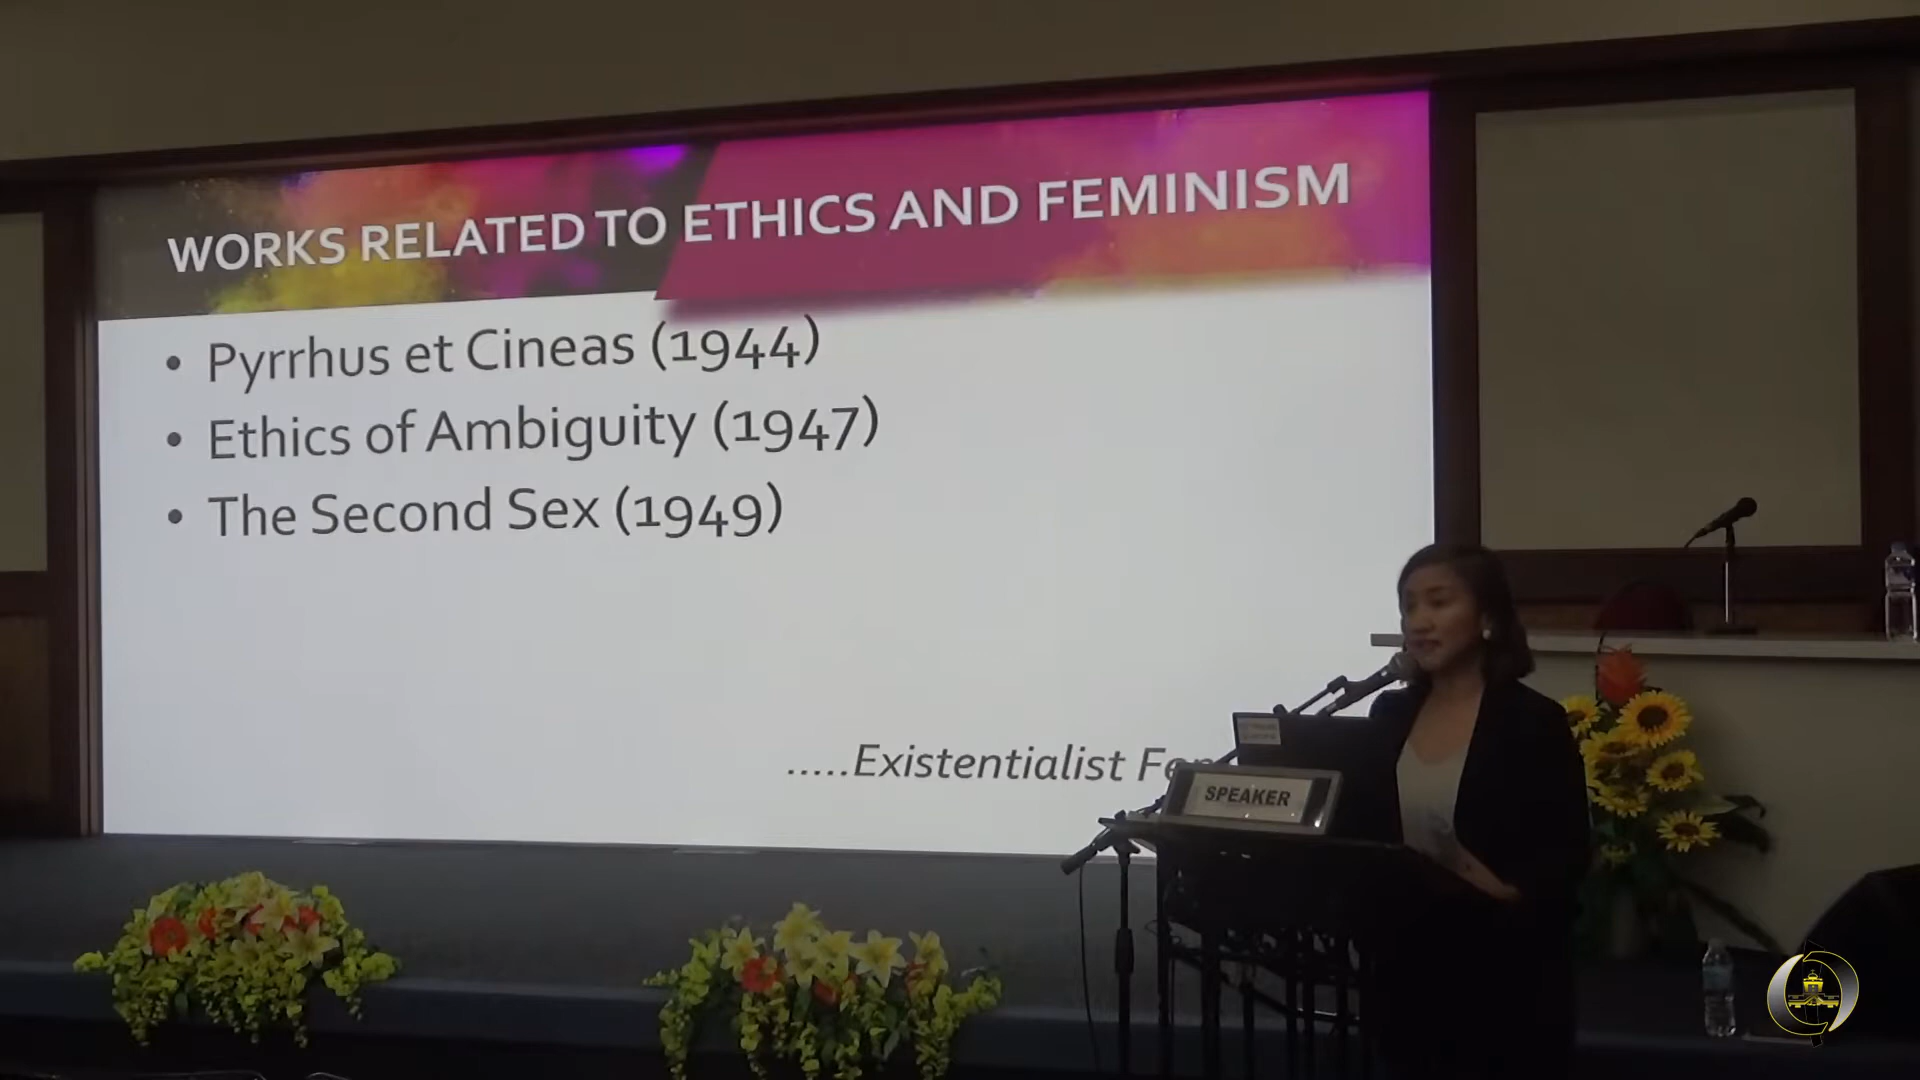 WORKS RELATED TO ETHICS AND FEMINISM
• Pyrrhus et Cineas (1944)
• Ethics of Ambiguity (1947)
• The Second Sex (1949)
.....Existentialist
SPEAKER